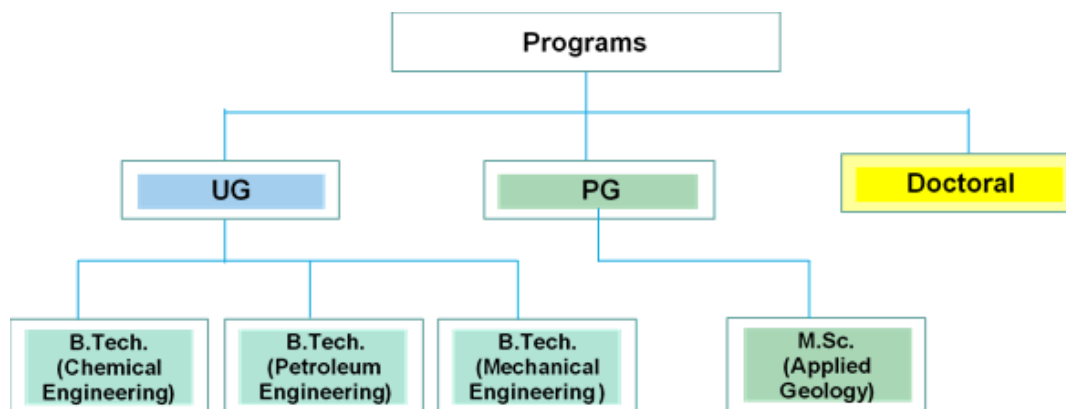 Programs
UG
PG
Doctoral
B.Tech.
(Chemical
Engineering)
B.Tech.
(Petroleum
Engineering)
B.Tech.
(Mechanical
Engineering)
M.Sc.
(Applied
Geology)